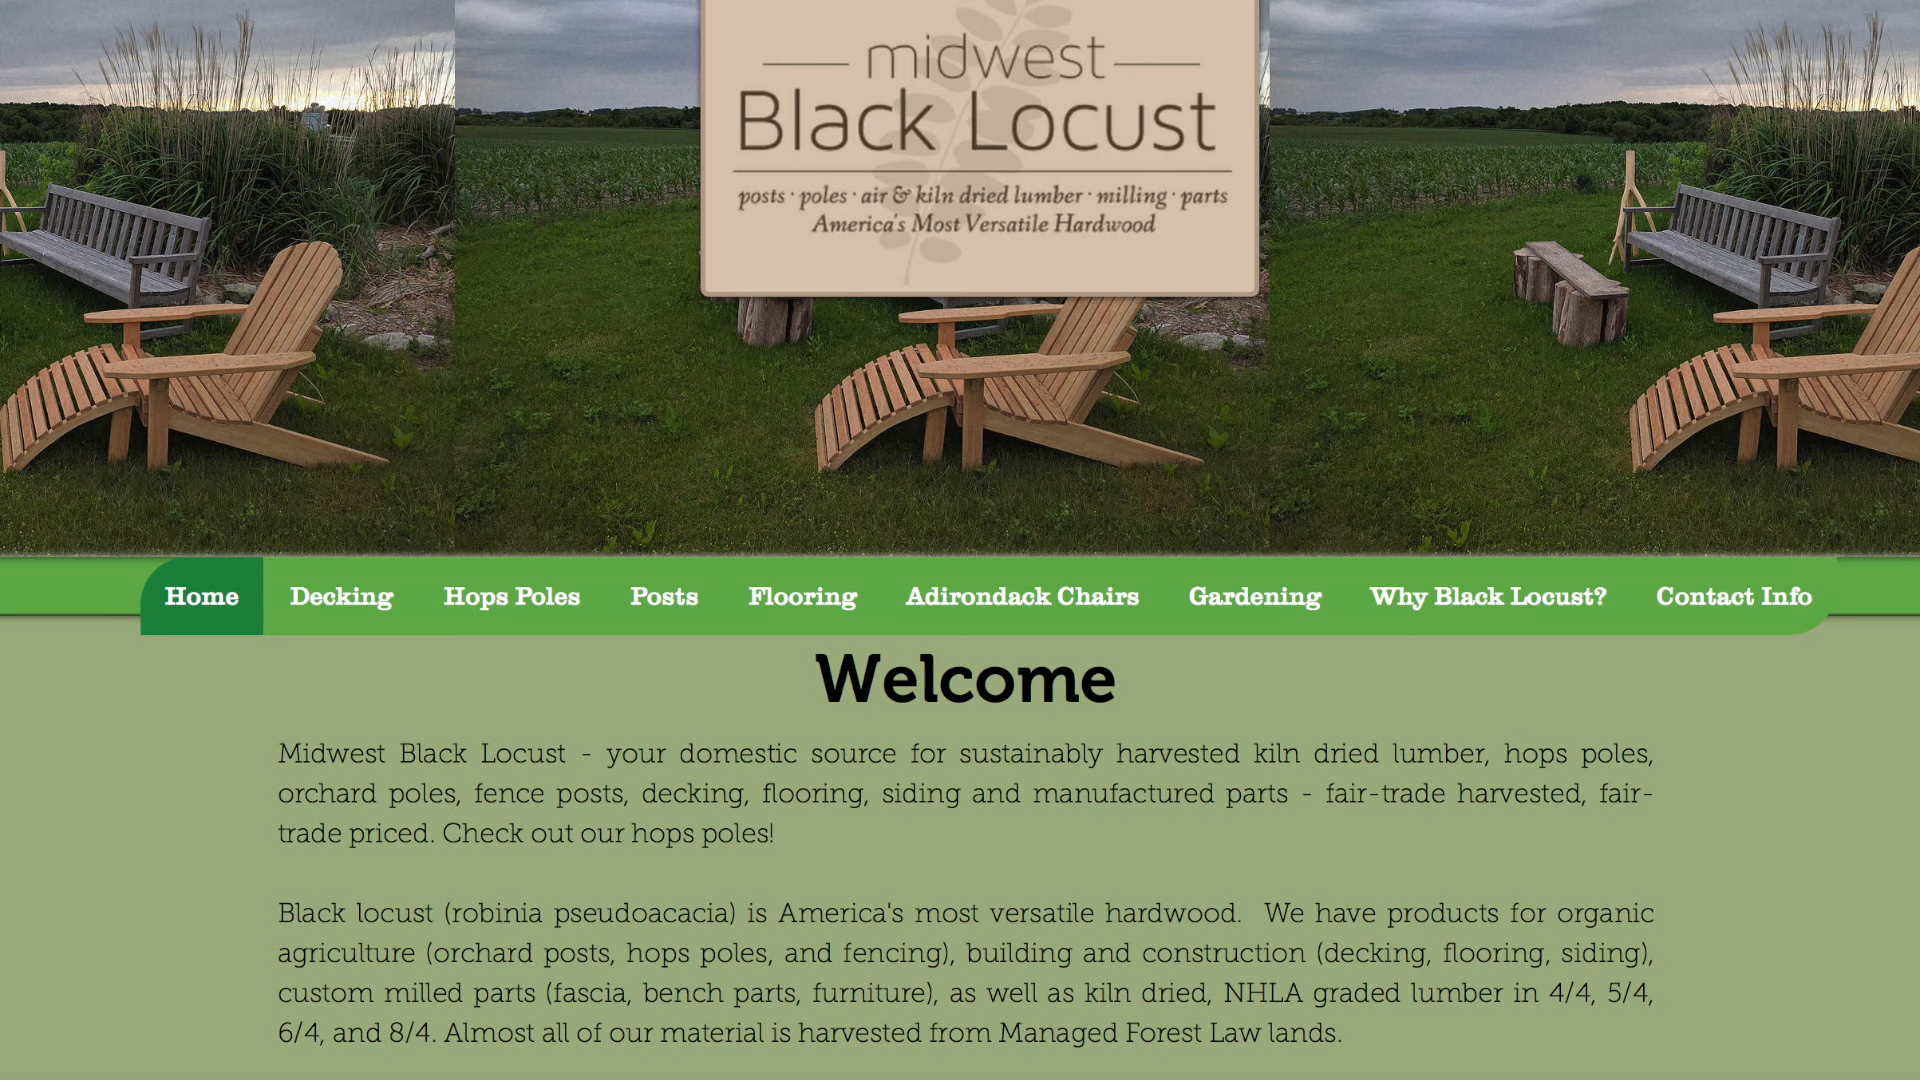 midwest
Black Locust
posts · poles · air & kiln dried lumber · milling · parts
America's Most Versatile Hardwood
Home Decking Hops Poles Posts Flooring Adirondack Chairs Gardening Why Black Locust? Contact Info
Welcome
Midwest Black Locust - your domestic source for sustainably harvested kiln dried lumber, hops poles,
orchard poles, fence posts, decking, flooring, siding and manufactured parts - fair-trade harvested, fair-
trade priced. Check out our hops poles!
Black locust (robinia pseudoacacia) is America's most versatile hardwood.  We have products for organic
agriculture (orchard posts, hops poles, and fencing), building and construction (decking, flooring, siding),
custom milled parts (fascia, bench parts, furniture), as well as kiln dried, NHLA graded lumber in 4/4, 5/4,
6/4, and 8/4. Almost all of our material is harvested from Managed Forest Law lands.